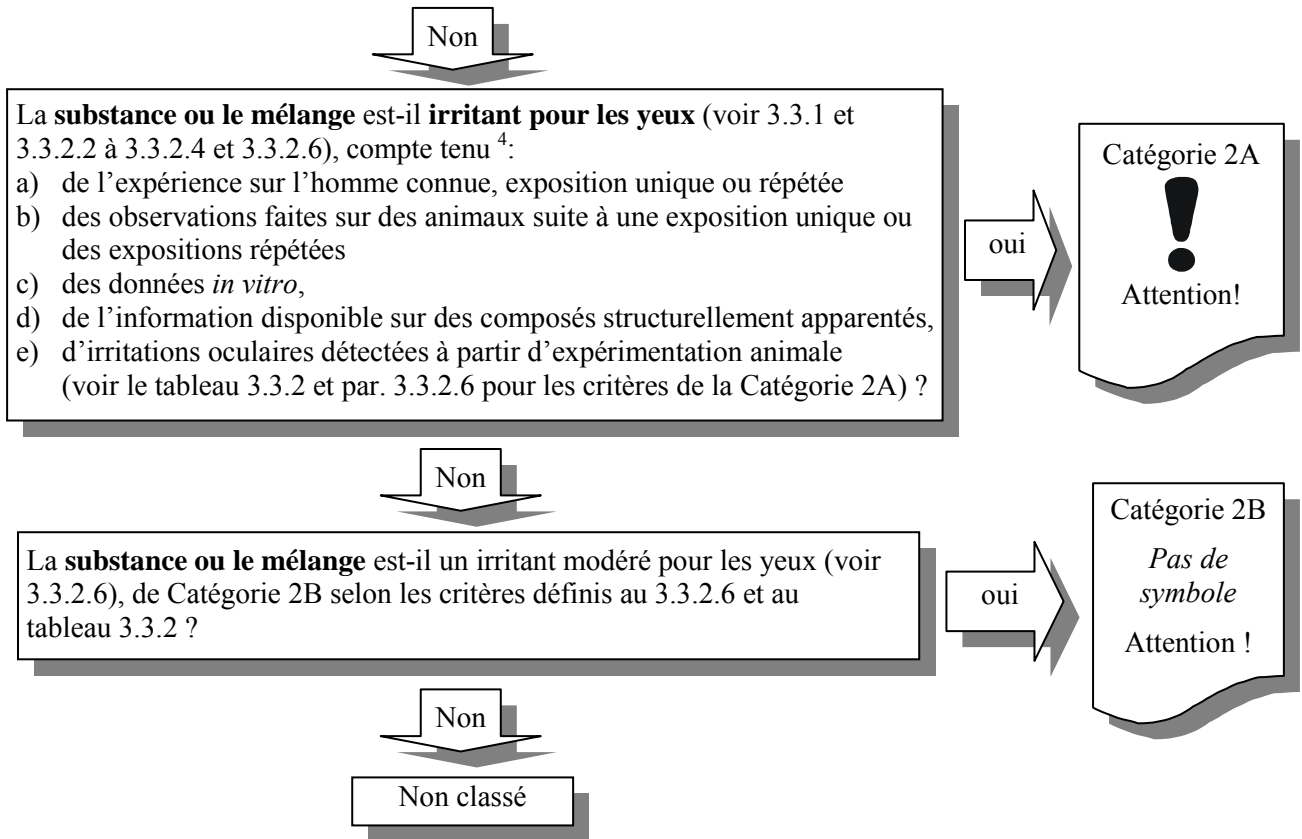 Non
La substance ou le mélange est-il irritant pour les yeux (voir 3.3.1 et
3.3.2.2 à 3.3.2.4 et 3.3.2.6), compte tenu 4:
a) de l’expérience sur l’homme connue, exposition unique ou répétée
b) des observations faites sur des animaux suite à une exposition unique ou
des expositions répétées
c) des données in vitro,
d) de l’information disponible sur des composés structurellement apparentés,
e) d’irritations oculaires détectées à partir d’expérimentation animale
(voir le tableau 3.3.2 et par. 3.3.2.6 pour les critères de la Catégorie 2A) ?
oui
Catégorie 2A
Attention!
Non
La substance ou le mélange est-il un irritant modéré pour les yeux (voir
3.3.2.6), de Catégorie 2B selon les critères définis au 3.3.2.6 et au
tableau 3.3.2 ?
oui
Catégorie 2B
Pas de
symbole
Attention !
Non
Non classé